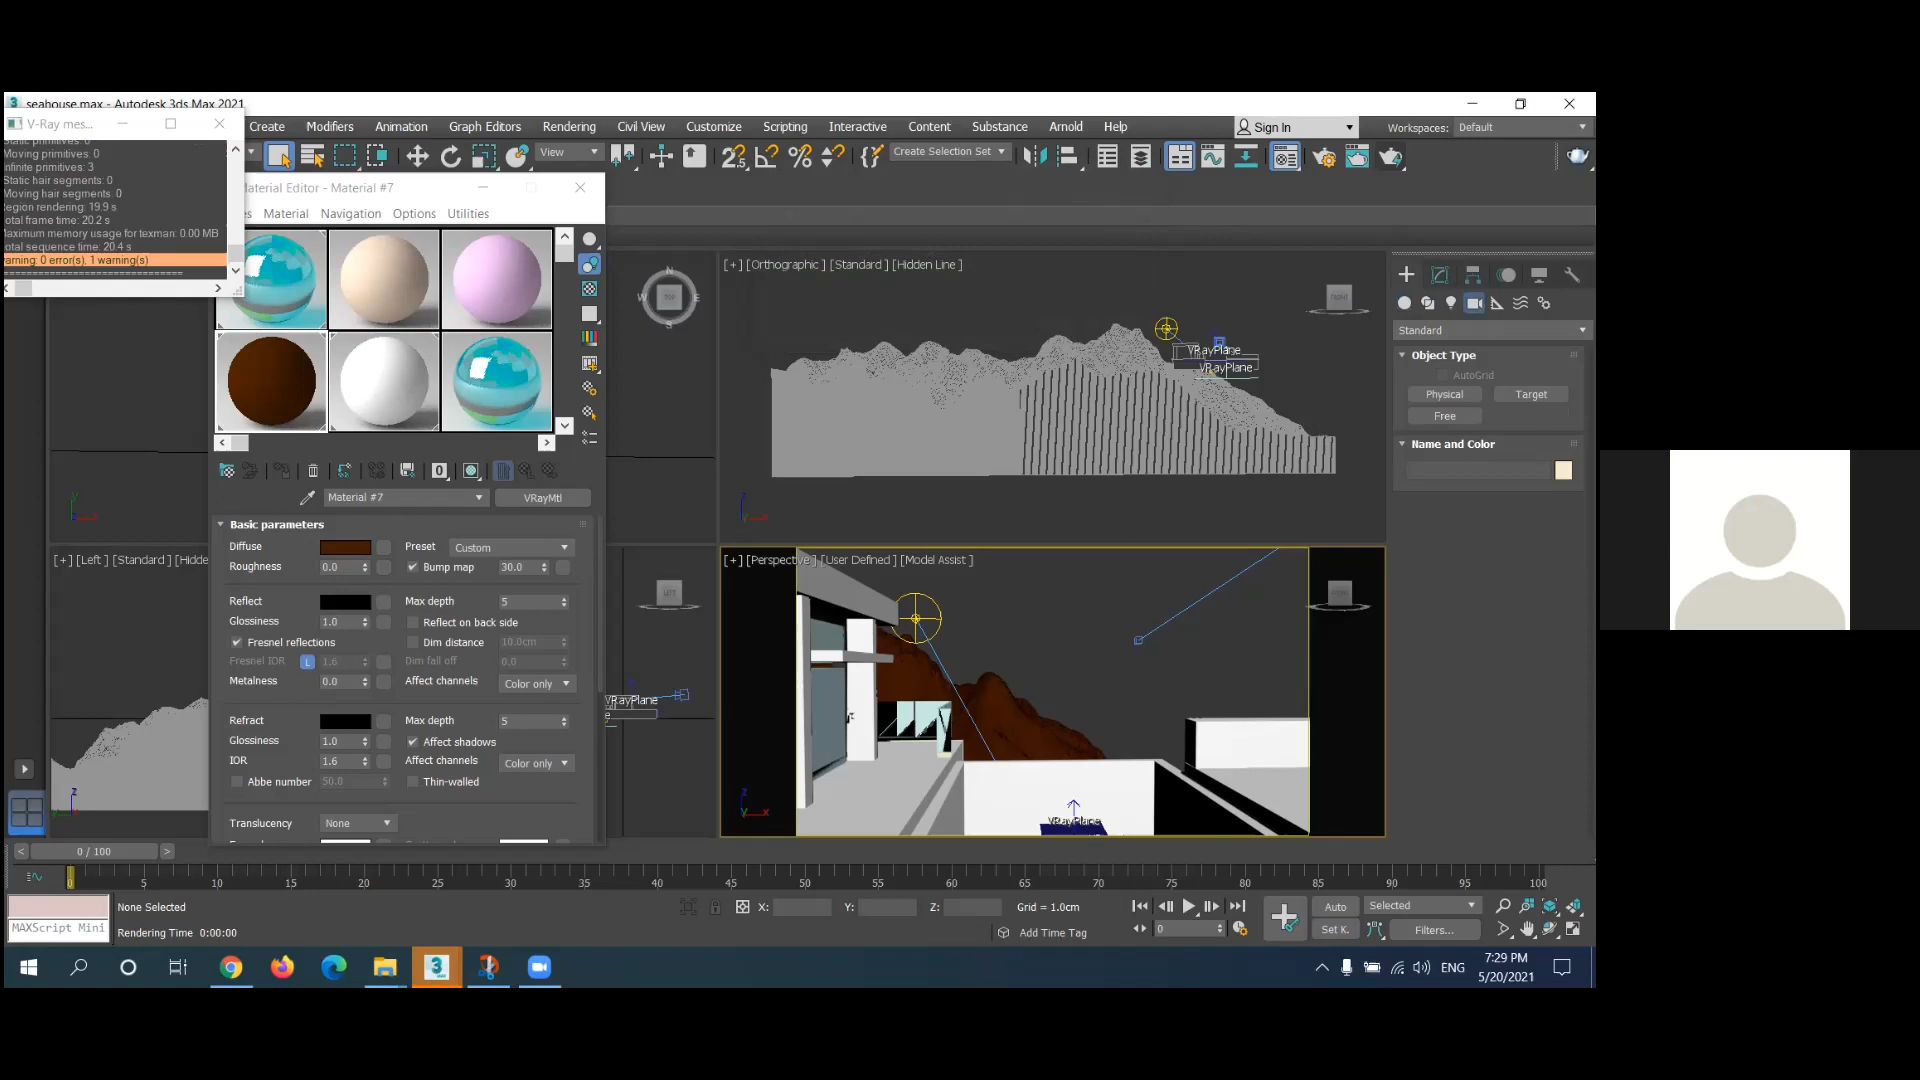 3 seahouse.max - Autodesk 3ds Max 2021
V-Ray mes...
Create Modifiers Animation Graph Editors Rendering Civil View Customize Scripting Interactive Content Substance Arnold Help
Sign In
Workspaces: Default
Moving primitives: 0
Infinite primitives: 3
Static hair segments: 0
Moving hair segments: 0
Region rendering: 19.9 s
Total frame time: 20.2 s
Maximum memory usage for texman: 0.00 MB
Total sequence time: 20.4 s
warning: 0 error(s), 1 warning(s)
==============================
View
Create Selection Set
Material Editor - Material #7
Material Navigation Options Utilities
Material #7
VRayMtl
Basic parameters
Diffuse
Preset Custom
Roughness 0.0
Bump map 30.0
Reflect
Max depth 5
Glossiness 1.0
Reflect on back side
Fresnel reflections
Dim distance 10.0cm
Fresnel IOR L 1.6
Dim fall off 0.0
Metalness 0.0
Affect channels Color only
Refract
Max depth 5
Glossiness 1.0
Affect shadows
IOR 1.6
Affect channels Color only
Abbe number 50.0
Thin-walled
Translucency None
TOP
N
W
E
S
[+] [Orthographic] [Standard] [Hidden Line]
VRayPlane
VRayPlane
z
x
[+] [Left] [Standard] [Hidde
LEFT
VRayPlane
z
[+] [Perspective] [User Defined] [Model Assist]
VRayPlane
z
y
x
Standard
Object Type
AutoGrid
Physical Target
Free
Name and Color
< 0 / 100 >
0 5 10 15 20 25 30 35 40 45 50 55 60 65 70 75 80 85 90 95 100
None Selected
X: Y: Z: Grid = 1.0cm
MAXScript Mini
Rendering Time 0:00:00
Add Time Tag
0
Auto
Selected
Set K.
Filters...
ENG
7:29 PM
5/20/2021